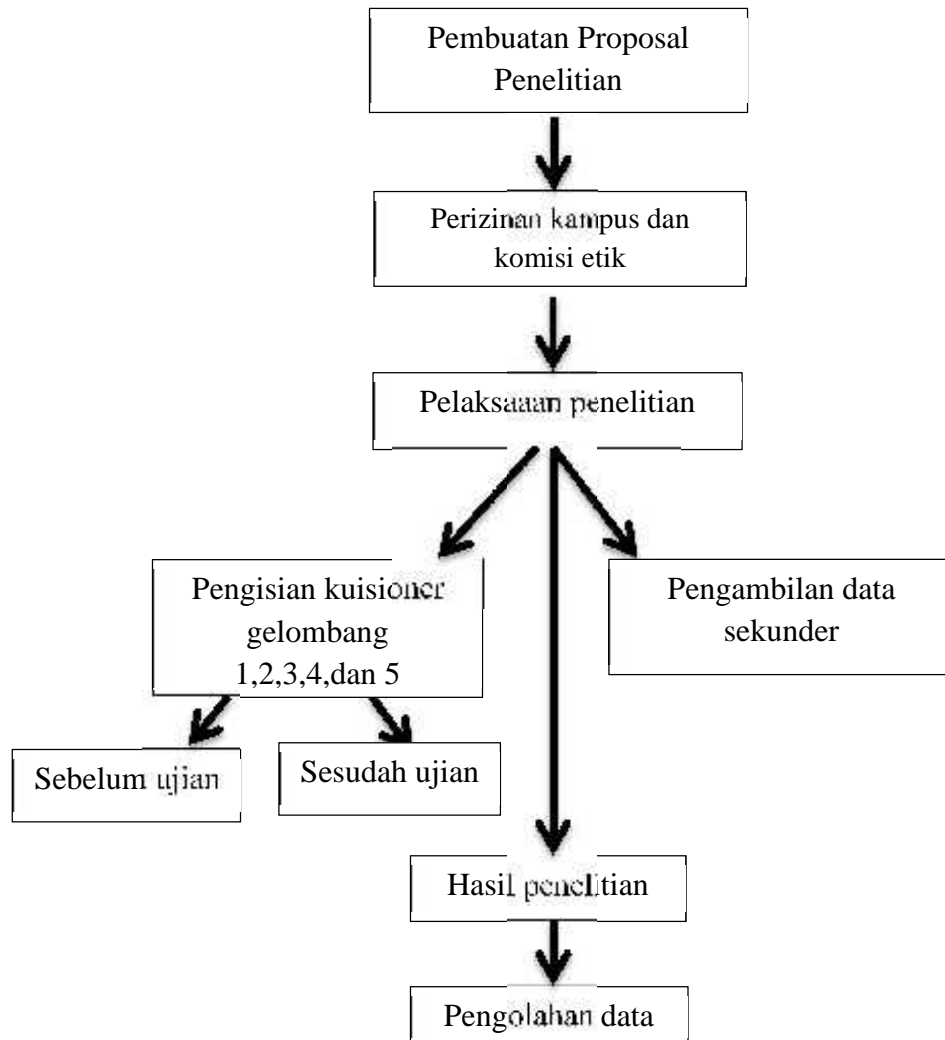 Pembuatan Proposal
Penelitian
Perizinan kampus dan
komisi etik
Pelaksaaan penelitian
Pengisian kuisioner
gelombang
1,2,3,4,dan 5
Pengambilan data
sekunder
Sebelum ujian
Sesudah ujian
Hasil penelitian
Pengolahan data